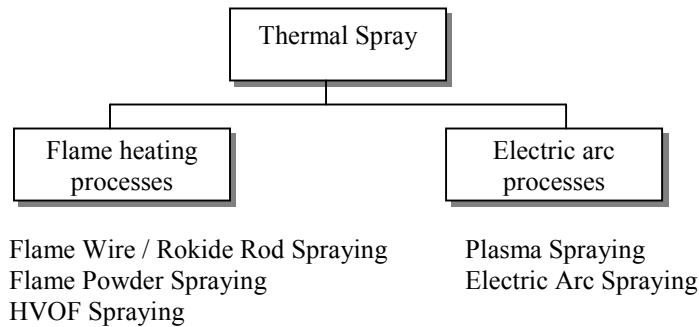 Thermal Spray
Flame heating
processes
Electric arc
processes
Flame Wire / Rokide Rod Spraying
Flame Powder Spraying
HVOF Spraying
Plasma Spraying
Electric Arc Spraying